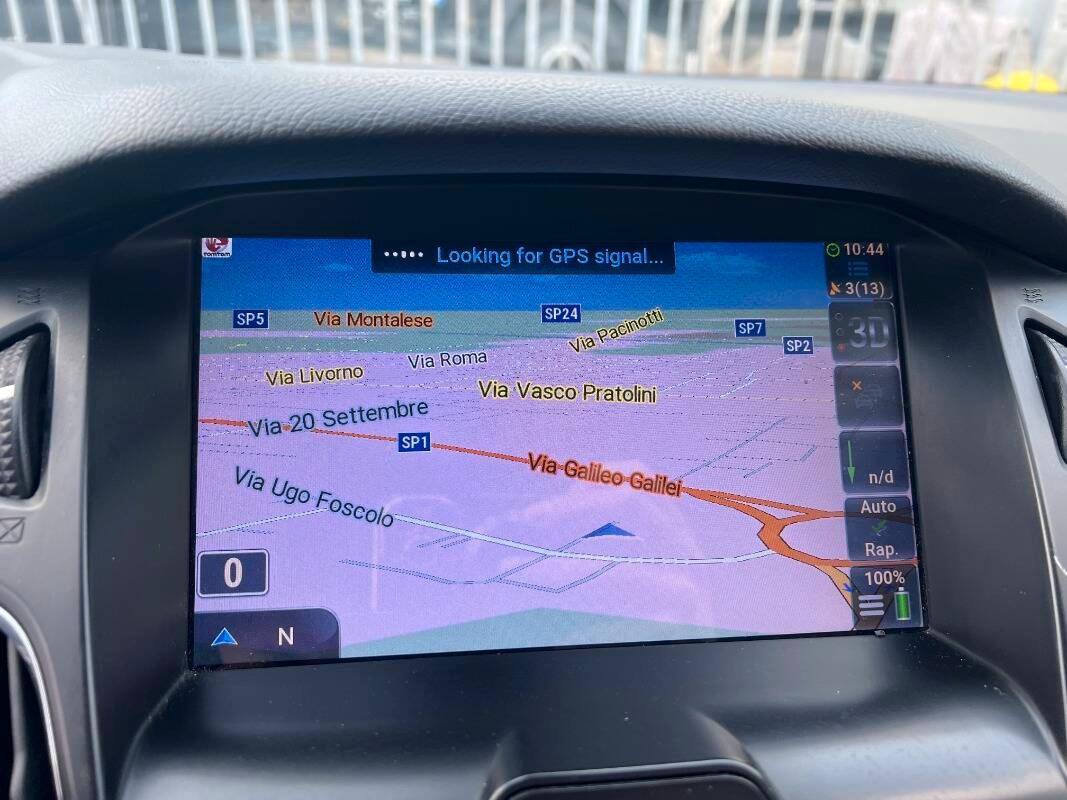 TOMTOM
Looking for GPS signal...
10:44
3(13)
SP5
Via Montalese
SP24
Via Pacinotti
SP7
SP2
3D
Via Roma
Via Livorno
Via Vasco Pratolini
Via 20 Settembre
SP1
Via Galileo Galilei
n/d
Via Ugo Foscolo
Auto
Rap.
0
100%
N